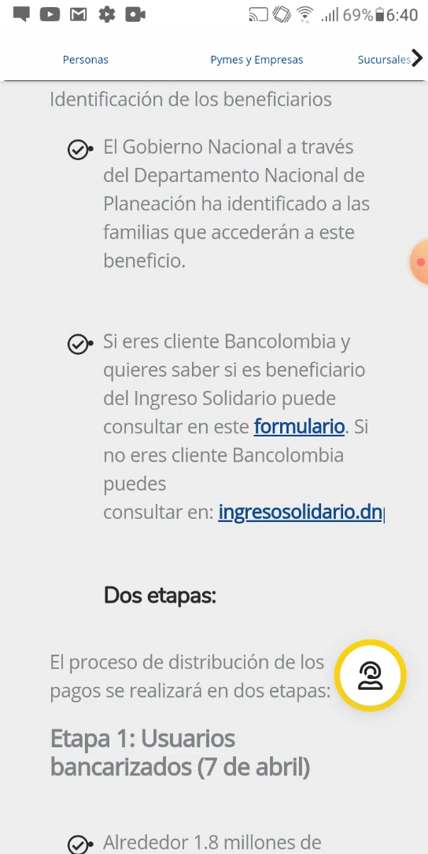 69% 6:40
Personas Pymes y Empresas Sucursales
Identificación de los beneficiarios
El Gobierno Nacional a través
del Departamento Nacional de
Planeación ha identificado a las
familias que accederán a este
beneficio.
Si eres cliente Bancolombia y
quieres saber si es beneficiario
del Ingreso Solidario puede
consultar en este formulario. Si
no eres cliente Bancolombia
puedes
consultar en: ingresosolidario.dnp
Dos etapas:
El proceso de distribución de los
pagos se realizará en dos etapas:
Etapa 1: Usuarios
bancarizados (7 de abril)
Alrededor 1.8 millones de